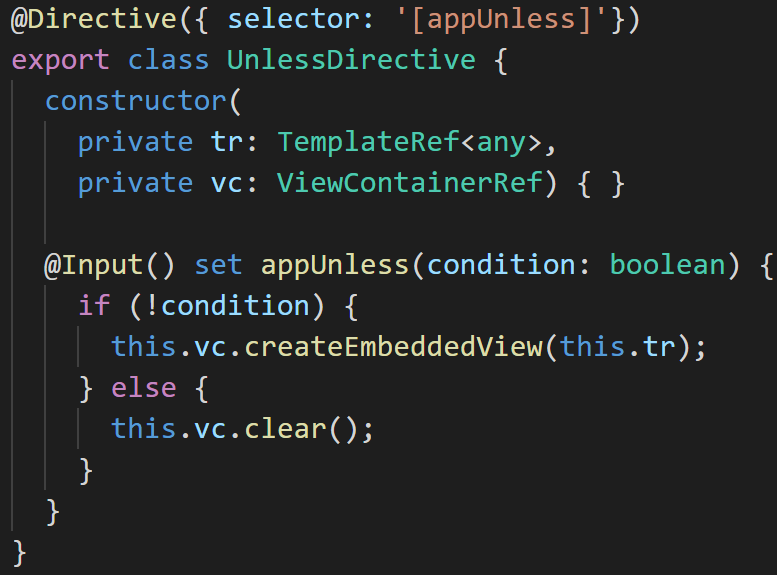 @Directive({ selector: '[appUnless]'})
export class UnlessDirective {
  constructor(
    private tr: TemplateRef<any>,
    private vc: ViewContainerRef) { }

  @Input() set appUnless(condition: boolean) {
    if (!condition) {
      this.vc.createEmbeddedView(this.tr);
    } else {
      this.vc.clear();
    }
  }
}